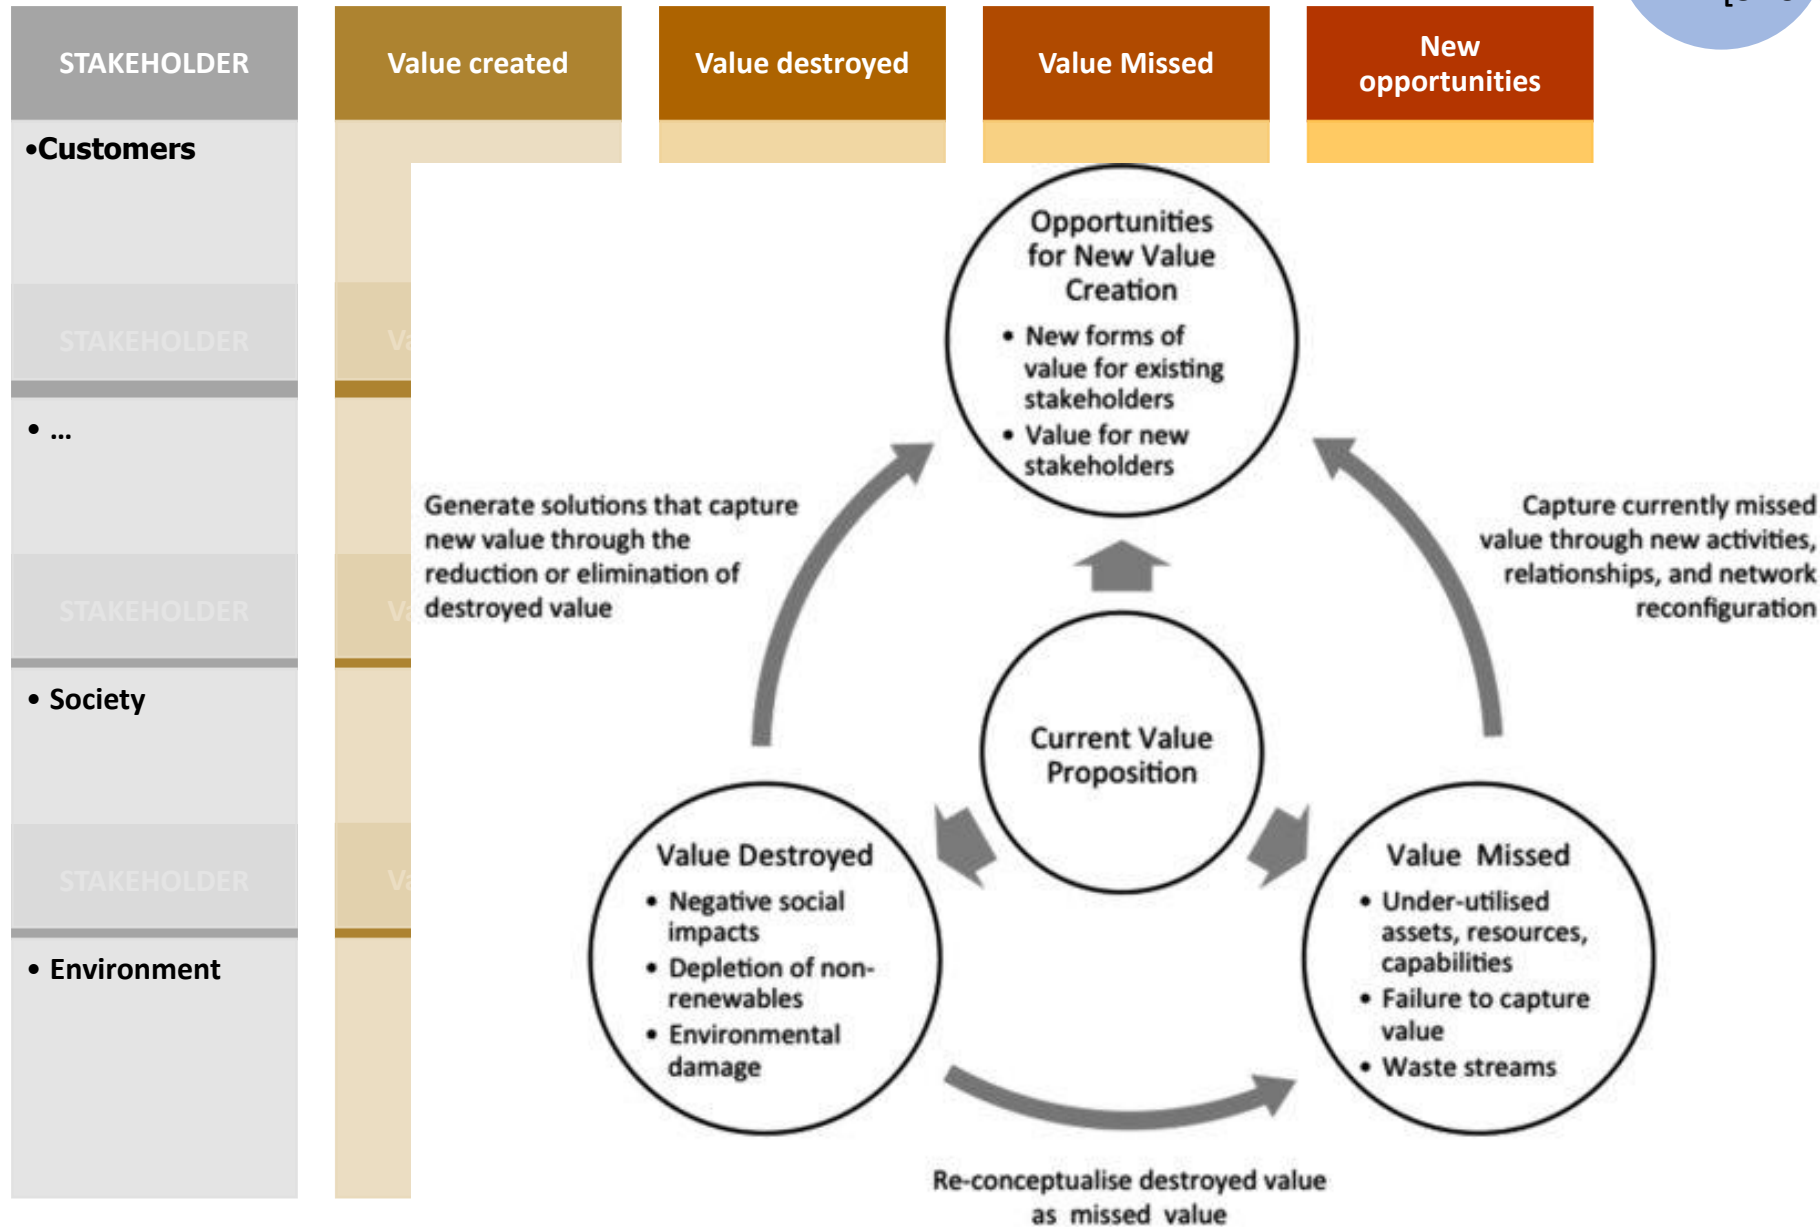 STAKEHOLDER
Value created
Value destroyed
Value Missed
New
opportunities
•Customers
STAKEHOLDER
• ...
STAKEHOLDER
• Society
STAKEHOLDER
• Environment
Opportunities
for New Value
Creation
• New forms of
value for existing
stakeholders
• Value for new
stakeholders
Generate solutions that capture
new value through the
reduction or elimination of
destroyed value
Capture currently missed
value through new activities,
relationships, and network
reconfiguration
Current Value
Proposition
Value Destroyed
• Negative social
impacts
• Depletion of non-
renewables
• Environmental
damage
Value Missed
• Under-utilised
assets, resources,
capabilities
• Failure to capture
value
• Waste streams
Re-conceptualise destroyed value
as missed value